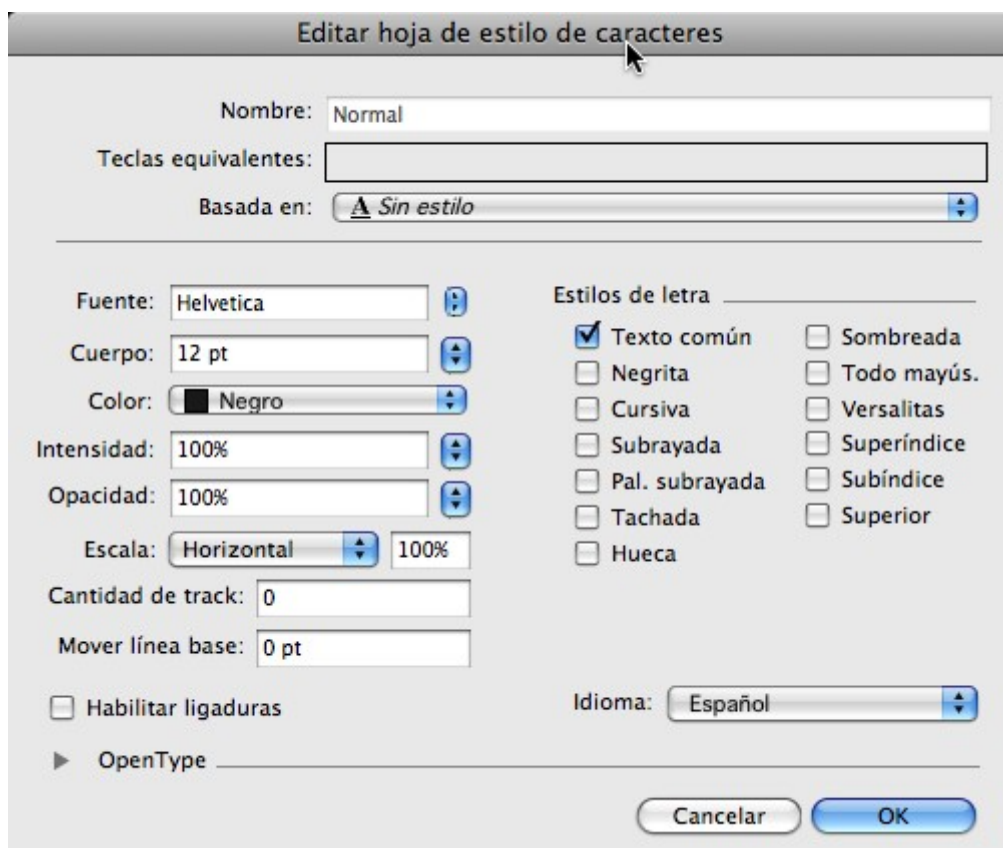 Editar hoja de estilo de caracteres
Nombre: Normal
Teclas equivalentes:
Basada en: A Sin estilo
Fuente: Helvetica
Cuerpo: 12 pt
Color: Negro
Intensidad: 100%
Opacidad: 100%
Escala: Horizontal 100%
Cantidad de track: 0
Mover línea base: 0 pt
Habilitar ligaduras
OpenType
Estilos de letra
Texto común
Negrita
Cursiva
Subrayada
Pal. subrayada
Tachada
Hueca
Sombreada
Todo mayús.
Versalitas
Superíndice
Subíndice
Superior
Idioma: Español
Cancelar
OK